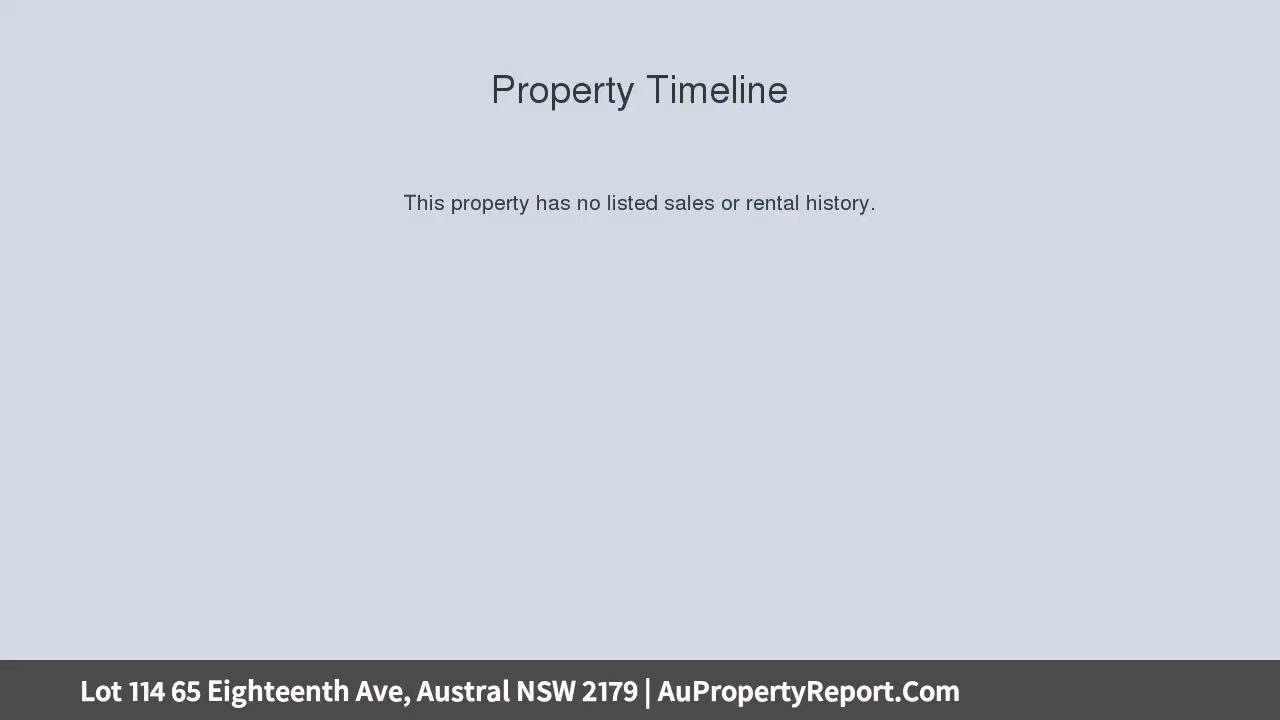 Property Timeline
This property has no listed sales or rental history.
Lot 114 65 Eighteenth Ave, Austral NSW 2179 | AuPropertyReport.Com